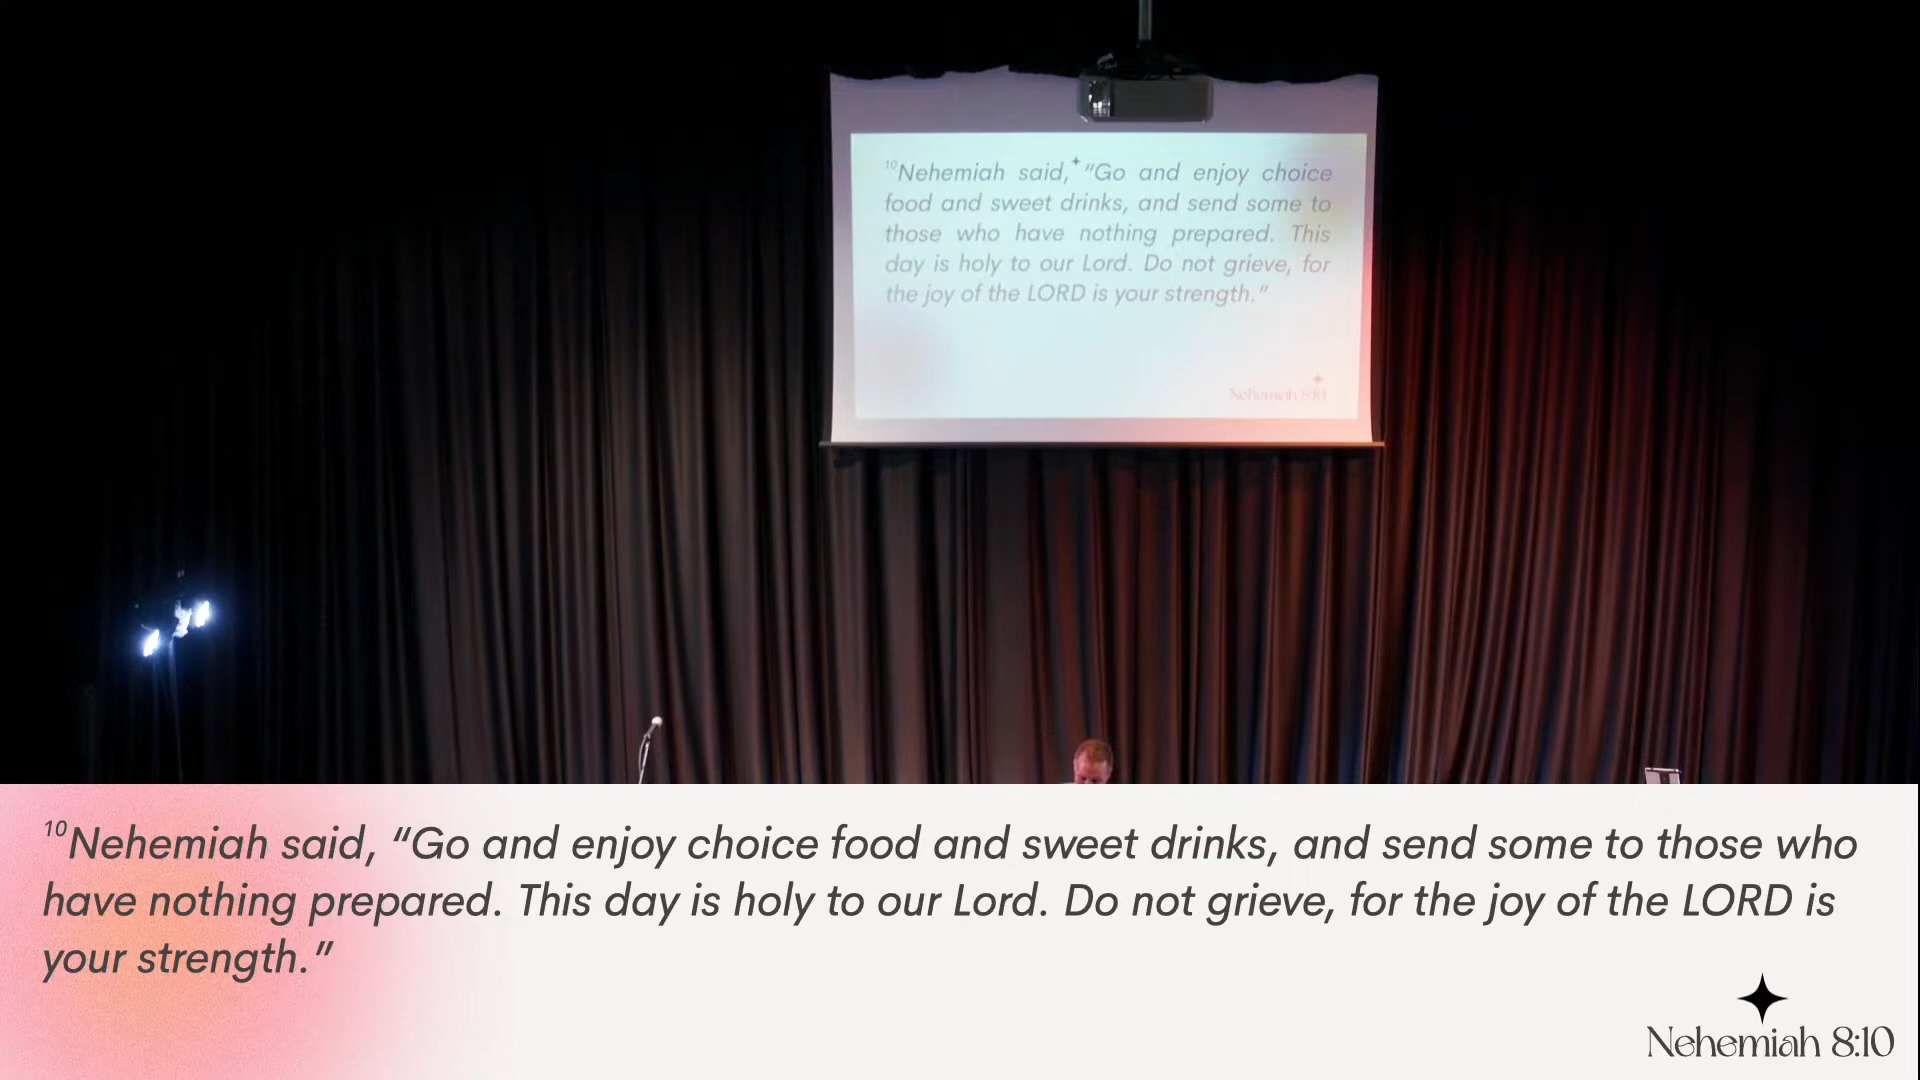 10Nehemiah said, “Go and enjoy choice
food and sweet drinks, and send some to
those who have nothing prepared. This
day is holy to our Lord. Do not grieve, for
the joy of the LORD is your strength.”
Nehemiah 8:10
10Nehemiah said, “Go and enjoy choice food and sweet drinks, and send some to those who
have nothing prepared. This day is holy to our Lord. Do not grieve, for the joy of the LORD is
your strength.”
Nehemiah 8:10